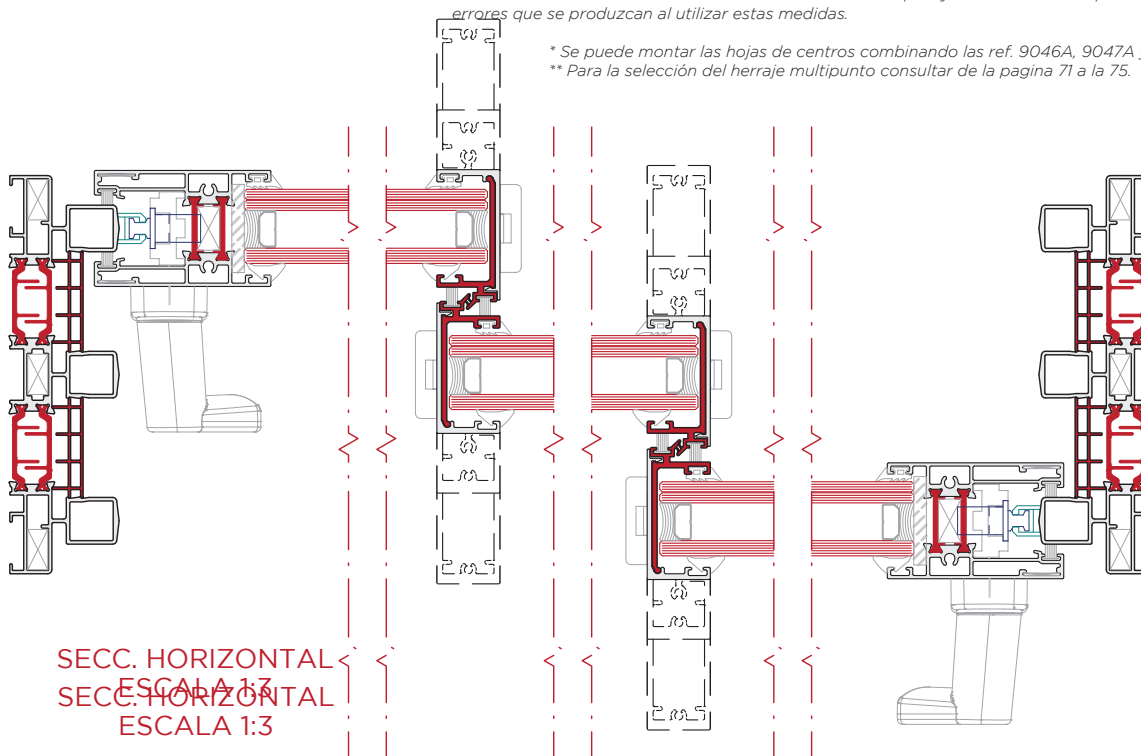 errores que se produzcan al utilizar estas medidas.
* Se puede montar las hojas de centros combinando las ref. 9046A, 9047A
** Para la selección del herraje multipunto consultar de la pagina 71 a la 75.
SECC. HORIZONTAL
ESCALA 1:3
SECC. HORIZONTAL
ESCALA 1:3